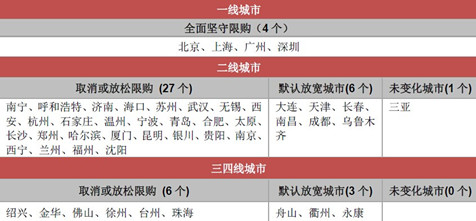 一线城市
全面坚守限购（4 个）
北京、上海、广州、深圳
二线城市
取消或放松限购 (27 个)
默认放宽城市(6 个)
未变化城市(1 个)
南宁、呼和浩特、济南、海口、苏州、武汉、无锡、西
安、杭州、石家庄、温州、宁波、青岛、合肥、太原、
长沙、郑州、哈尔滨、厦门、昆明、银川、贵阳、南京、
西宁、兰州、福州、沈阳
大连、天津、长春、
南昌、成都、乌鲁木
齐
三亚
三四线城市
取消或放松限购 (6 个)
默认放宽城市(3 个)
未变化城市(0 个)
绍兴、金华、佛山、徐州、台州、珠海
舟山、衢州、永康